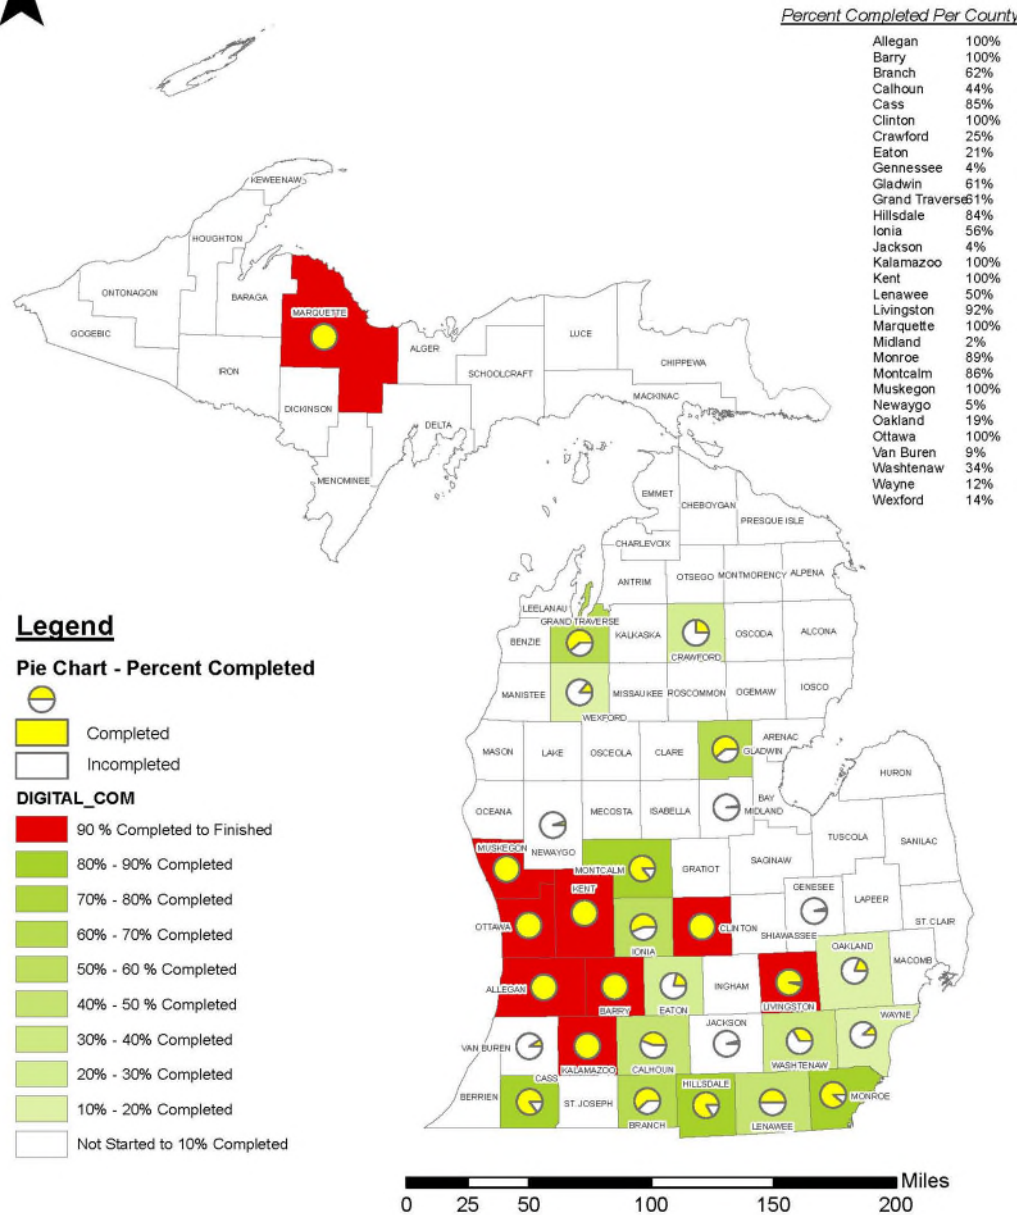 Percent Completed Per County
Allegan 100%
Barry 100%
Branch 62%
Calhoun 44%
Cass 85%
Clinton 100%
Crawford 25%
Eaton 21%
Gennessee 4%
Gladwin 61%
Grand Traverse 61%
Hillsdale 84%
Ionia 56%
Jackson 4%
Kalamazoo 100%
Kent 100%
Lenawee 50%
Livingston 92%
Marquette 100%
Midland 2%
Monroe 89%
Montcalm 86%
Muskegon 100%
Newaygo 5%
Oakland 19%
Ottawa 100%
Van Buren 9%
Washtenaw 34%
Wayne 12%
Wexford 14%
KEWEENAW
HOUGHTON
ONTONAGON
BARAGA
MARQUETTE
GOGEBIC
LUCE
ALGER
CHIPPEWA
IRON
SCHOOLCRAFT
MACKINAC
DICKINSON
DELTA
MENOMINEE
EMMET
CHEBOYGAN
PRESQUE ISLE
CHARLEVOIX
ANTRIM
OTSEGO
MONTMORENCY
ALPENA
LEELANAU
GRAND TRAVERSE
BENZIE
KALKASKA
CRAWFORD
OSCODA
ALCONA
MANISTEE
WEXFORD
MISSAUKEE
ROSCOMMON
OGEMAW
IOSCO
MASON
LAKE
OSCEOLA
CLARE
GLADWIN
ARENAC
HURON
OCEANA
NEWAYGO
MECOSTA
ISABELLA
MIDLAND
BAY
TUSCOLA
SANILAC
MUSKEGON
MONTCALM
GRATIOT
SAGINAW
KENT
GENESEE
LAPEER
ST. CLAIR
OTTAWA
IONIA
CLINTON
SHIAWASSEE
OAKLAND
MACOMB
ALLEGAN
BARRY
EATON
INGHAM
LIVINGSTON
VAN BUREN
KALAMAZOO
CALHOUN
JACKSON
WASHTENAW
WAYNE
BERRIEN
CASS
ST. JOSEPH
BRANCH
HILLSDALE
LENAWEE
MONROE
Legend
Pie Chart - Percent Completed
Completed
Incompleted
DIGITAL_COM
90 % Completed to Finished
80% - 90% Completed
70% - 80% Completed
60% - 70% Completed
50% - 60 % Completed
40% - 50 % Completed
30% - 40% Completed
20% - 30% Completed
10% - 20% Completed
Not Started to 10% Completed
Miles
0 25 50 100 150 200